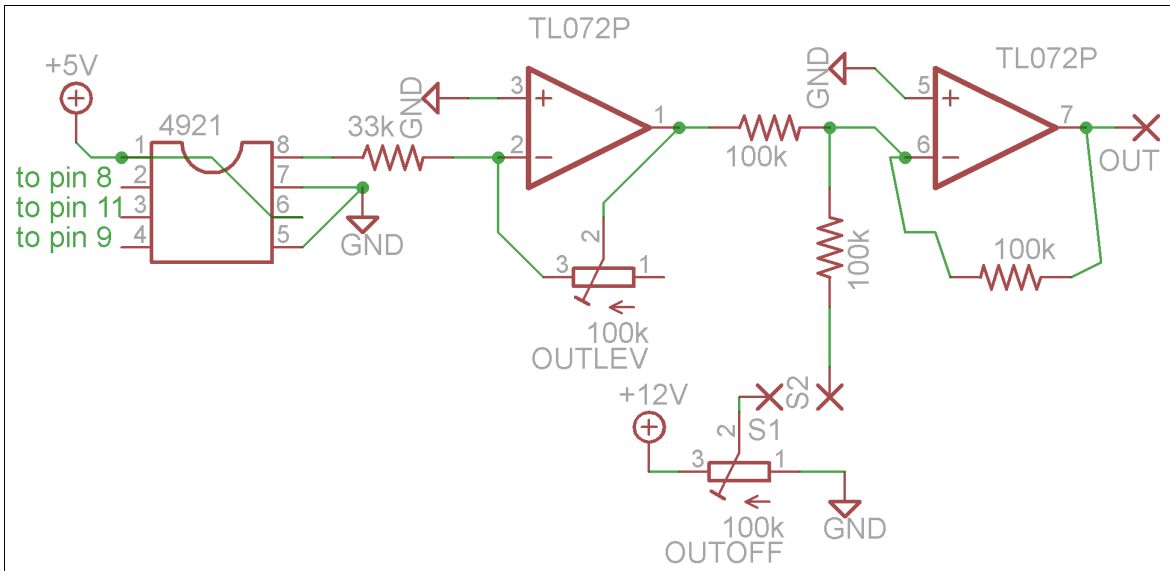 TL072P
TL072P
+5V
GND
GND
4921
33k
3
+
2
−
1
5
+
6
−
7
1
2
3
4
8
7
6
5
to pin 8
to pin 11
to pin 9
GND
100k
OUT
100k
100k
2
3
1
100k
OUTLEV
+12V
S2
S1
2
3
1
100k
OUTOFF
GND